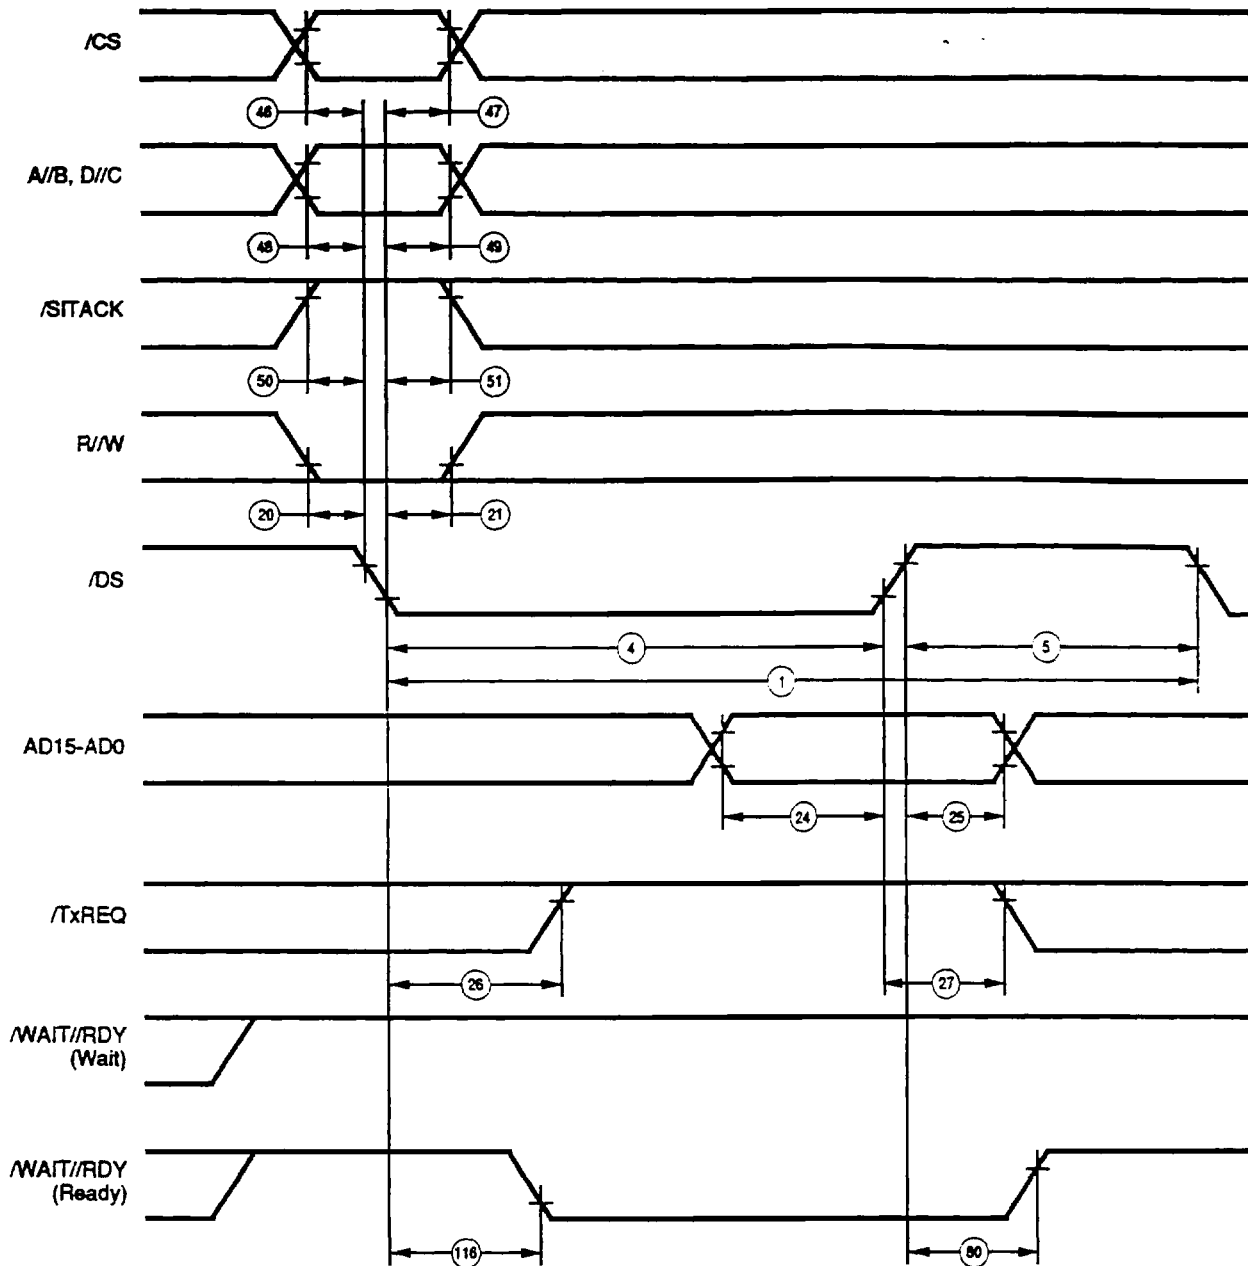 /CS
46
47
A//B, D//C
48
49
/SITACK
50
51
R//W
20
21
/DS
4
5
1
AD15-AD0
24
25
/TxREQ
26
27
/WAIT//RDY
(Wait)
/WAIT//RDY
(Ready)
116
80